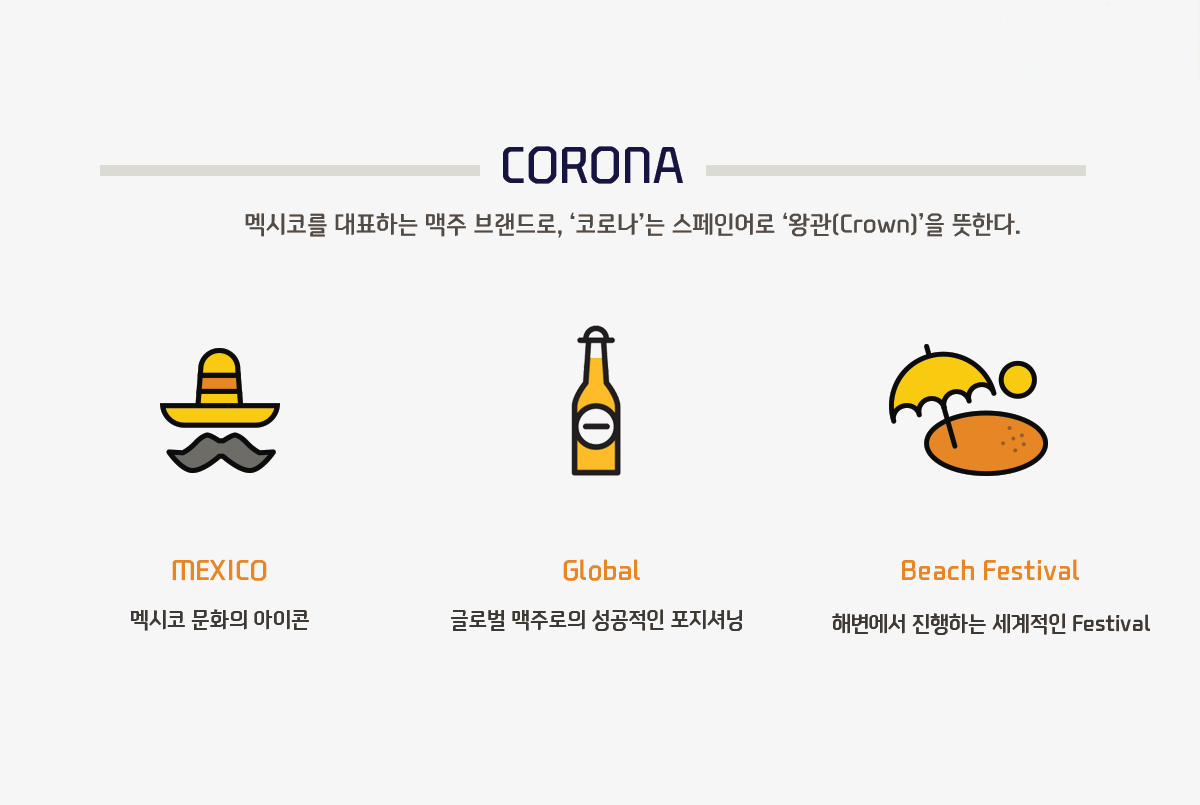 CORONA
멕시코를 대표하는 맥주 브랜드로, ‘코로나’는 스페인어로 ‘왕관(Crown)’을 뜻한다.
MEXICO
멕시코 문화의 아이콘
Global
글로벌 맥주로의 성공적인 포지셔닝
Beach Festival
해변에서 진행하는 세계적인 Festival